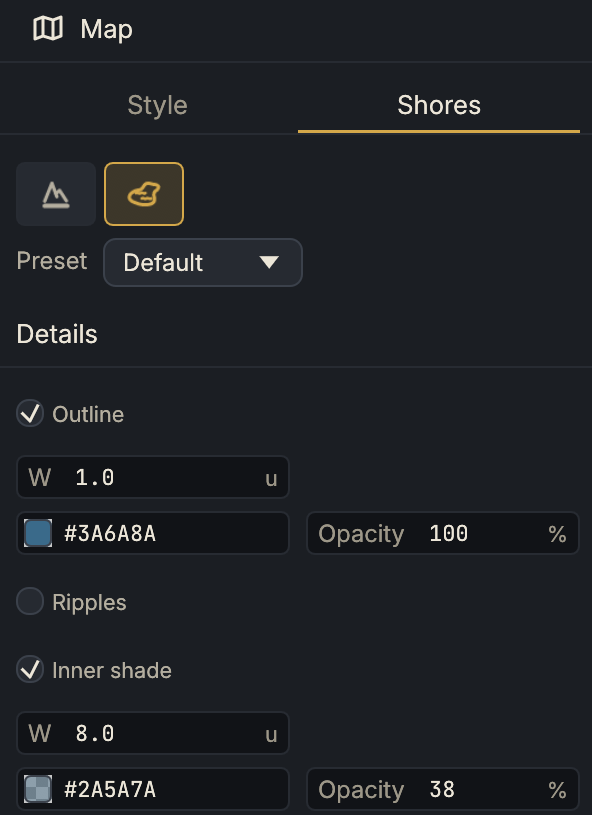 Map
Style Shores
Preset Default
Details
Outline
W 1.0 u
#3A6A8A Opacity 100 %
Ripples
Inner shade
W 8.0 u
#2A5A7A Opacity 38 %